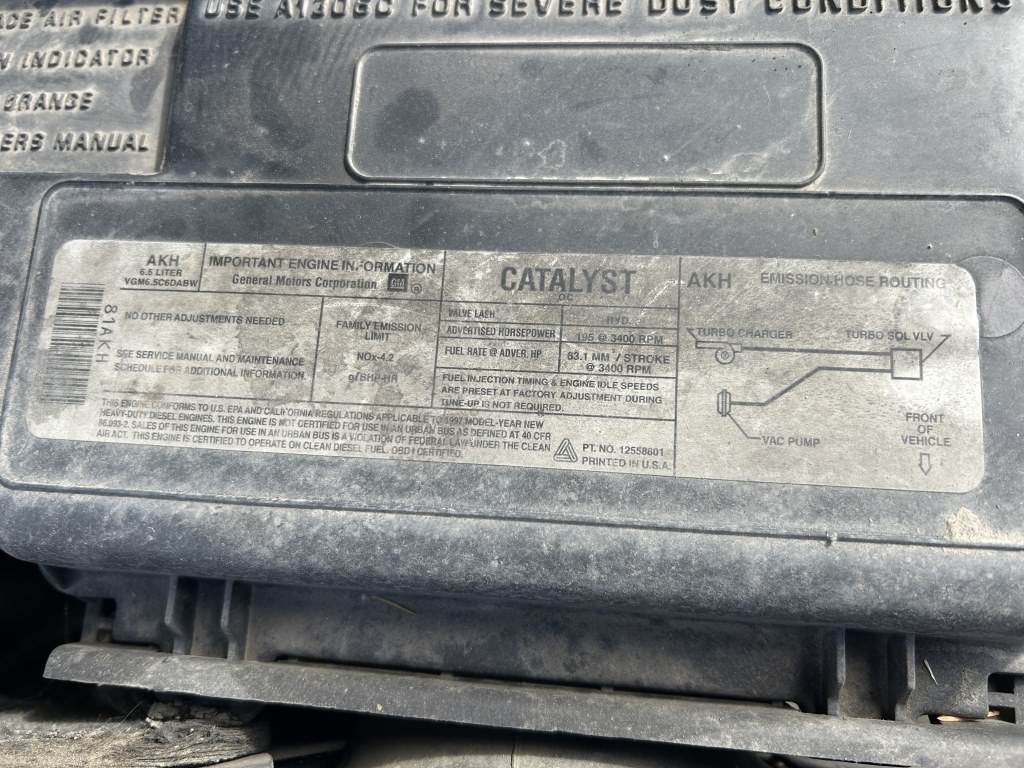 ACE AIR FILTER
N INDICATOR
ORANGE
ERS MANUAL
USE A1306C FOR SEVERE DUST CONDITIONS
AKH
6.5 LITER
VGM6.5C6DABW
IMPORTANT ENGINE INFORMATION
General Motors Corporation GM
81AKH
NO OTHER ADJUSTMENTS NEEDED
SEE SERVICE MANUAL AND MAINTENANCE
SCHEDULE FOR ADDITIONAL INFORMATION.
FAMILY EMISSION
LIMIT
NOx-4.2
g/BHP-HR
CATALYST
OC
VALVE LASH HYD.
ADVERTISED HORSEPOWER 195 @ 3400 RPM
FUEL RATE @ ADVER. HP 63.1 MM / STROKE
@ 3400 RPM
FUEL INJECTION TIMING & ENGINE IDLE SPEEDS
ARE PRESET AT FACTORY ADJUSTMENT DURING
TUNE-UP IS NOT REQUIRED.
THIS ENGINE CONFORMS TO U.S. EPA AND CALIFORNIA REGULATIONS APPLICABLE TO 1997 MODEL-YEAR NEW
HEAVY-DUTY DIESEL ENGINES. THIS ENGINE IS NOT CERTIFIED FOR USE IN AN URBAN BUS AS DEFINED AT 40 CFR
86.093-2. SALES OF THIS ENGINE FOR USE IN AN URBAN BUS IS A VIOLATION OF FEDERAL LAW UNDER THE CLEAN
AIR ACT. THIS ENGINE IS CERTIFIED TO OPERATE ON CLEAN DIESEL FUEL. OBD I CERTIFIED.
PT. NO. 12558601
PRINTED IN U.S.A.
AKH EMISSION HOSE ROUTING
TURBO CHARGER
TURBO SOL VLV
VAC PUMP
FRONT
OF
VEHICLE